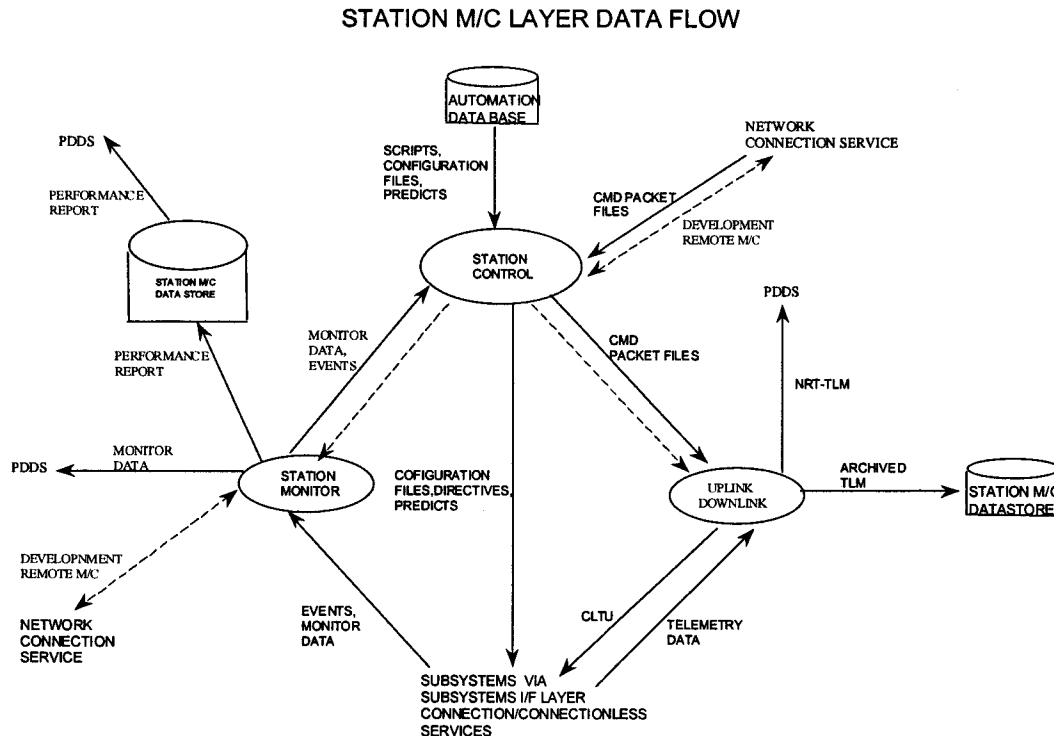 STATION M/C LAYER DATA FLOW
AUTOMATION
DATA BASE
PDDS
SCRIPTS,
CONFIGURATION
FILES,
PREDICTS
NETWORK
CONNECTION SERVICE
PERFORMANCE
REPORT
CMD PACKET
FILES
DEVELOPMENT
REMOTE M/C
STATION M/C
DATA STORE
STATION
CONTROL
PDDS
PERFORMANCE
REPORT
MONITOR
DATA,
EVENTS
CMD
PACKET FILES
NRT-TLM
PDDS
MONITOR
DATA
STATION
MONITOR
COFIGURATION
FILES,DIRECTIVES,
PREDICTS
UPLINK
DOWNLINK
ARCHIVED
TLM
STATION M/C
DATASTORE
DEVELOPNMENT
REMOTE M/C
NETWORK
CONNECTION
SERVICE
EVENTS,
MONITOR
DATA
CLTU
TELEMETRY
DATA
SUBSYSTEMS VIA
SUBSYSTEMS I/F LAYER
CONNECTION/CONNECTIONLESS
SERVICES